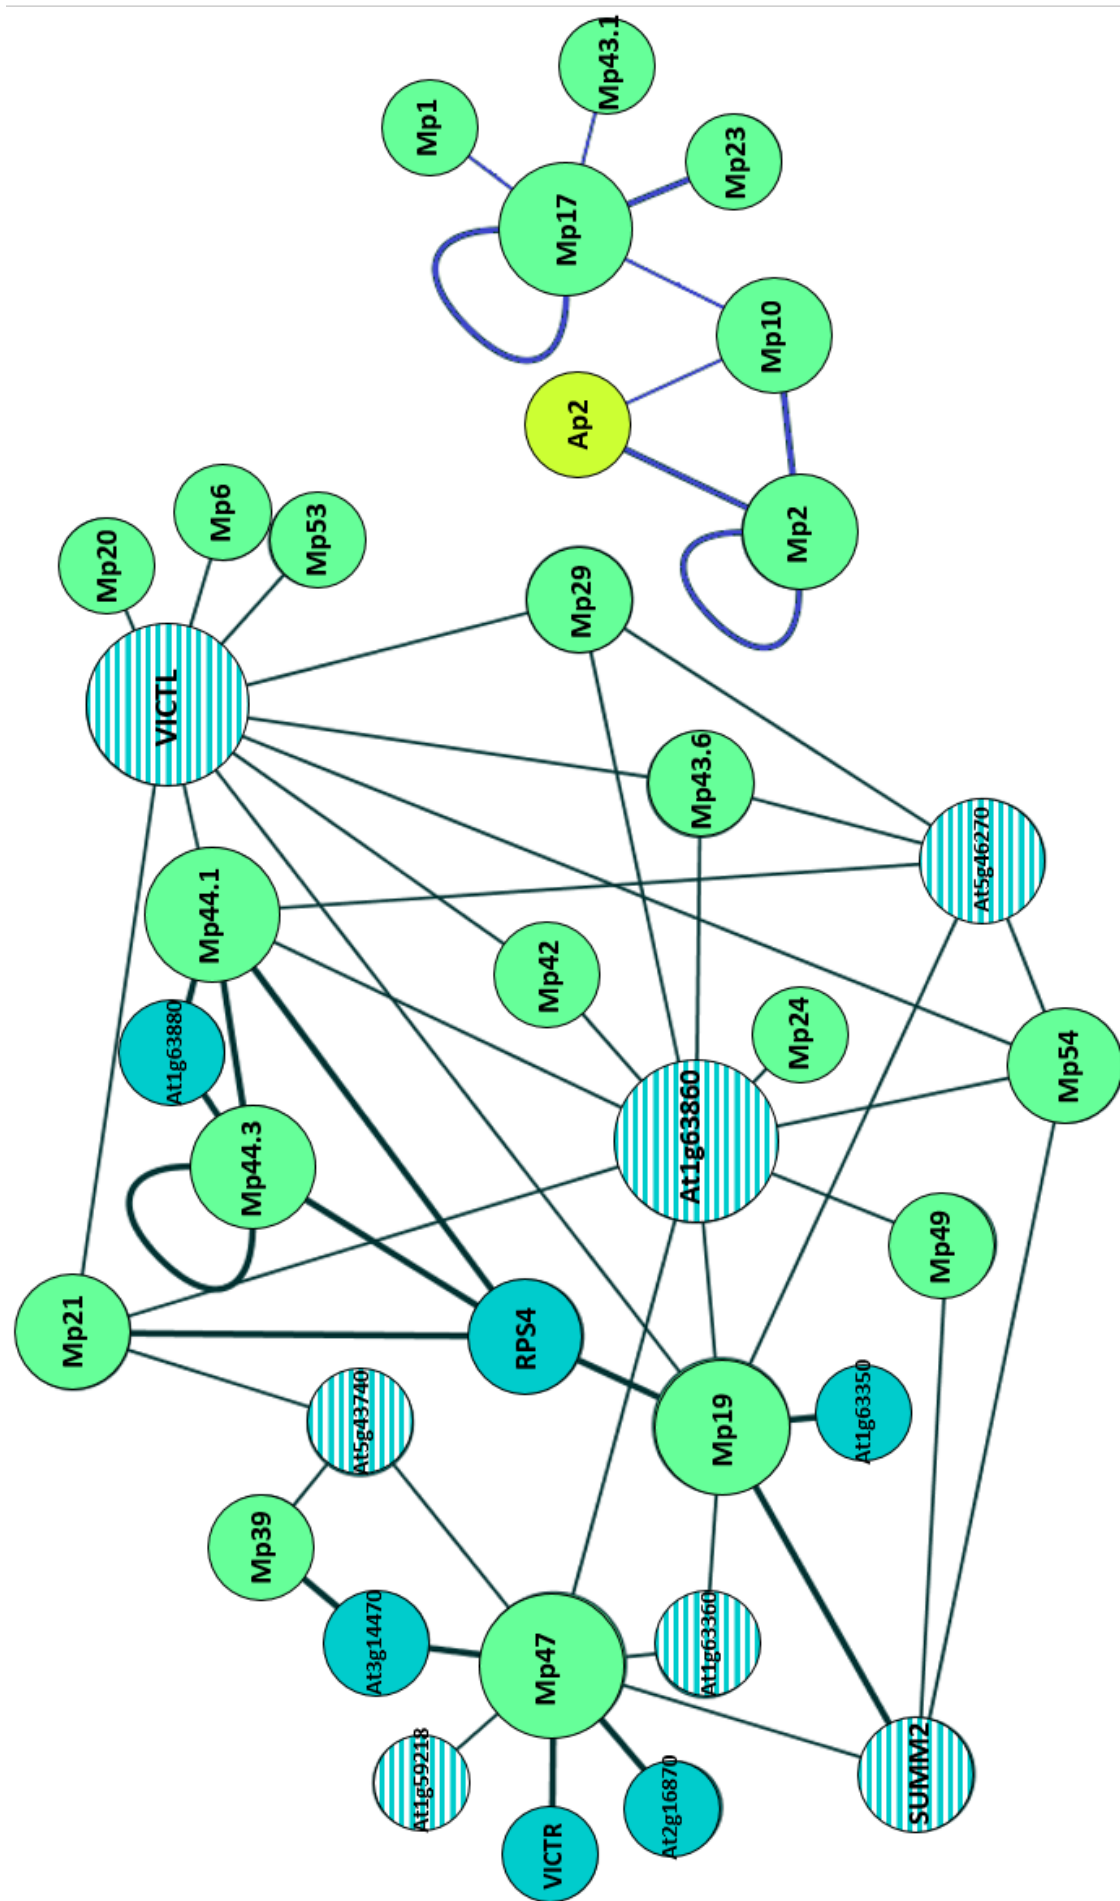 Mp43.1
Mp1
Mp23
Mp17
Mp10
Ap2
Mp6
Mp53
Mp2
Mp20
Mp29
VICTL
Mp43.6
At5g46270
Mp44.1
Mp42
Mp24
At1g63880
Mp54
At1g63860
Mp44.3
Mp49
Mp21
RPS4
At1g63350
At5g43740
Mp19
Mp39
At3g14470
At1g63360
Mp47
SUMM2
At1g59218
At2g16870
VICTR